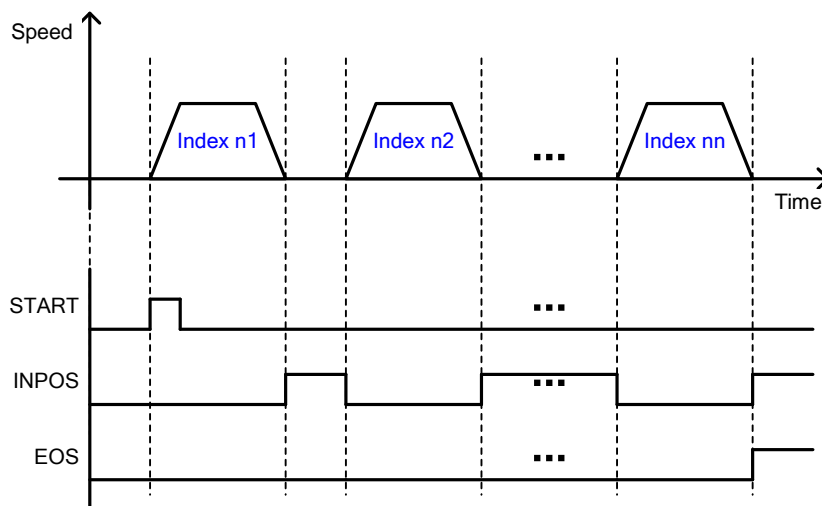 Speed
Index n1
Index n2
...
Index nn
Time
START
...
INPOS
...
EOS
...